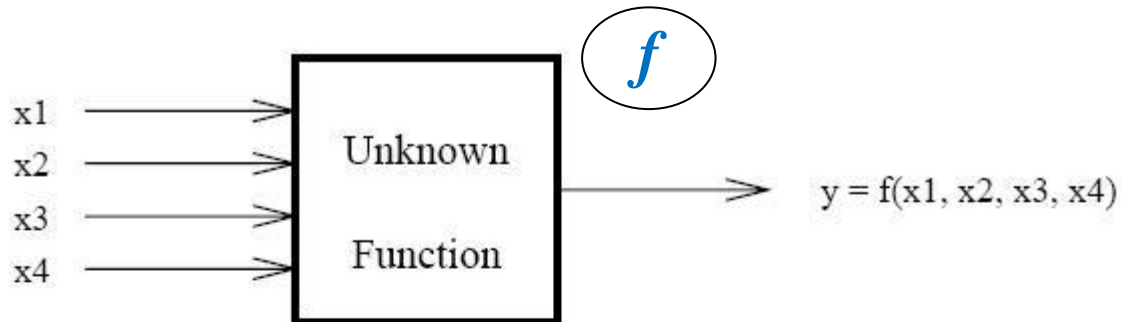 f
x1
x2
x3
x4
Unknown
Function
y = f(x1, x2, x3, x4)